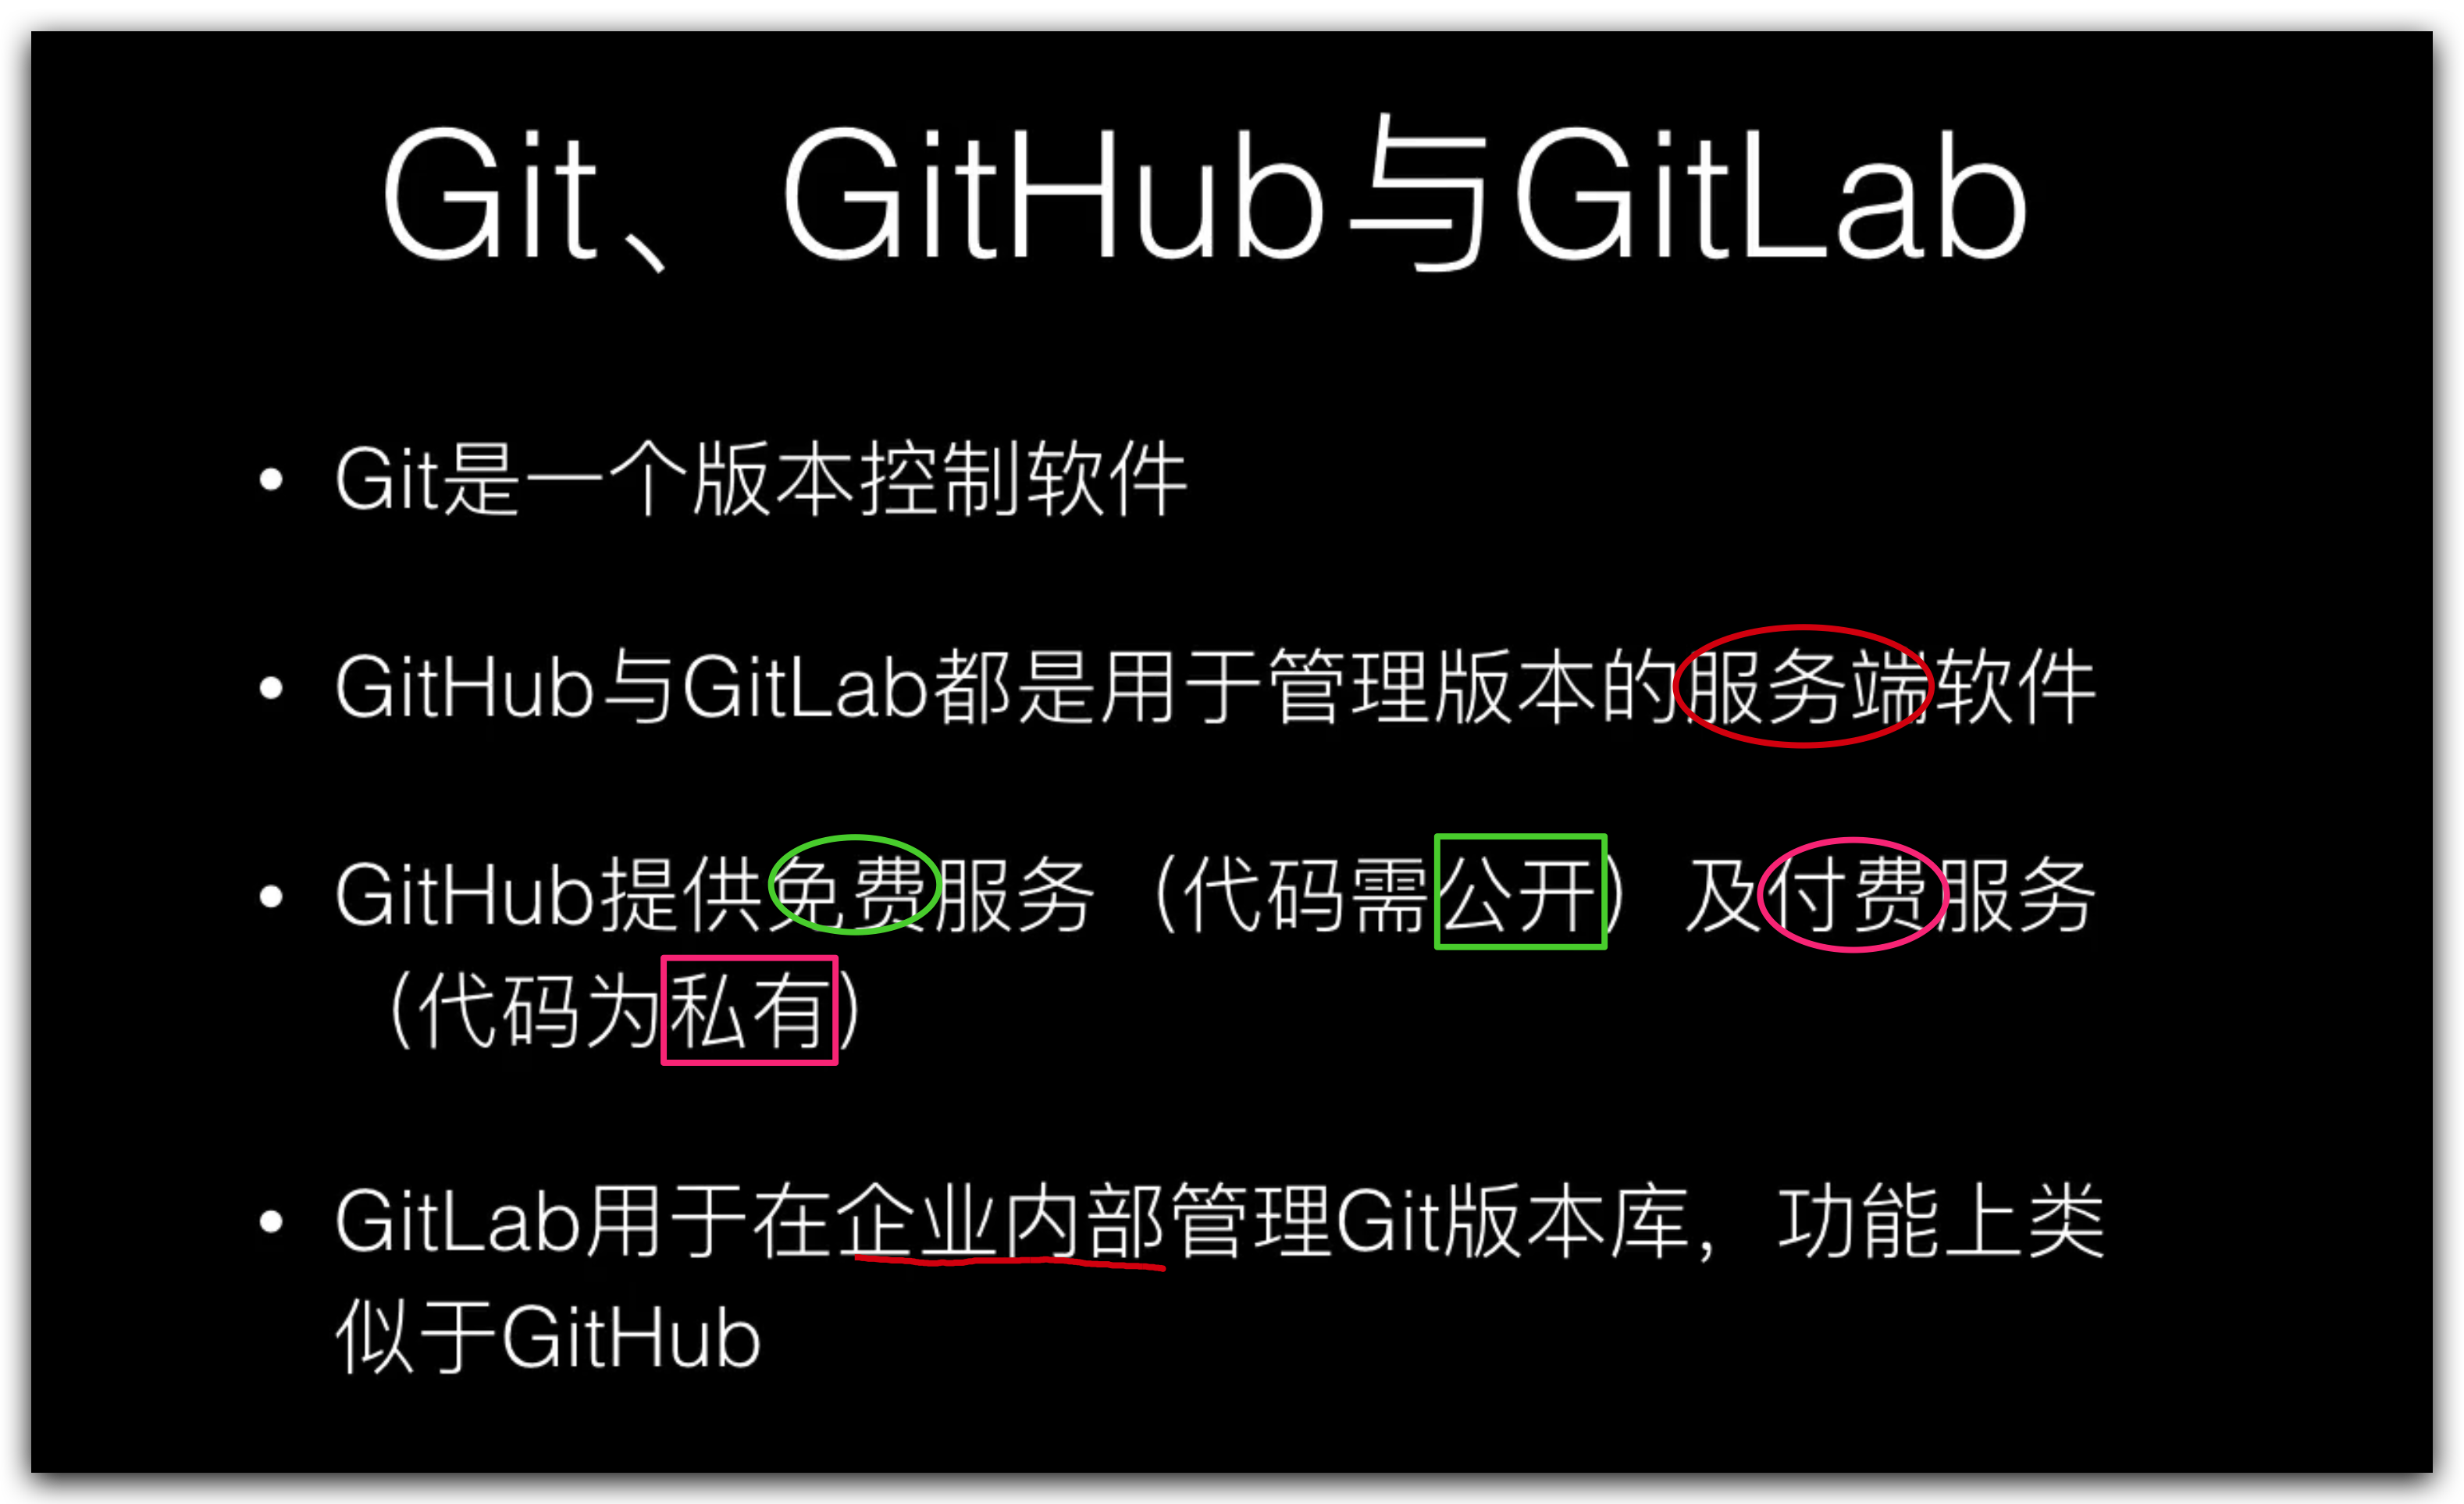 Git、GitHub与GitLab
• Git是一个版本控制软件
• GitHub与GitLab都是用于管理版本的服务端软件
• GitHub提供免费服务（代码需公开） 及付费服务
（代码为私有）
• GitLab用于在企业内部管理Git版本库，功能上类
似于GitHub